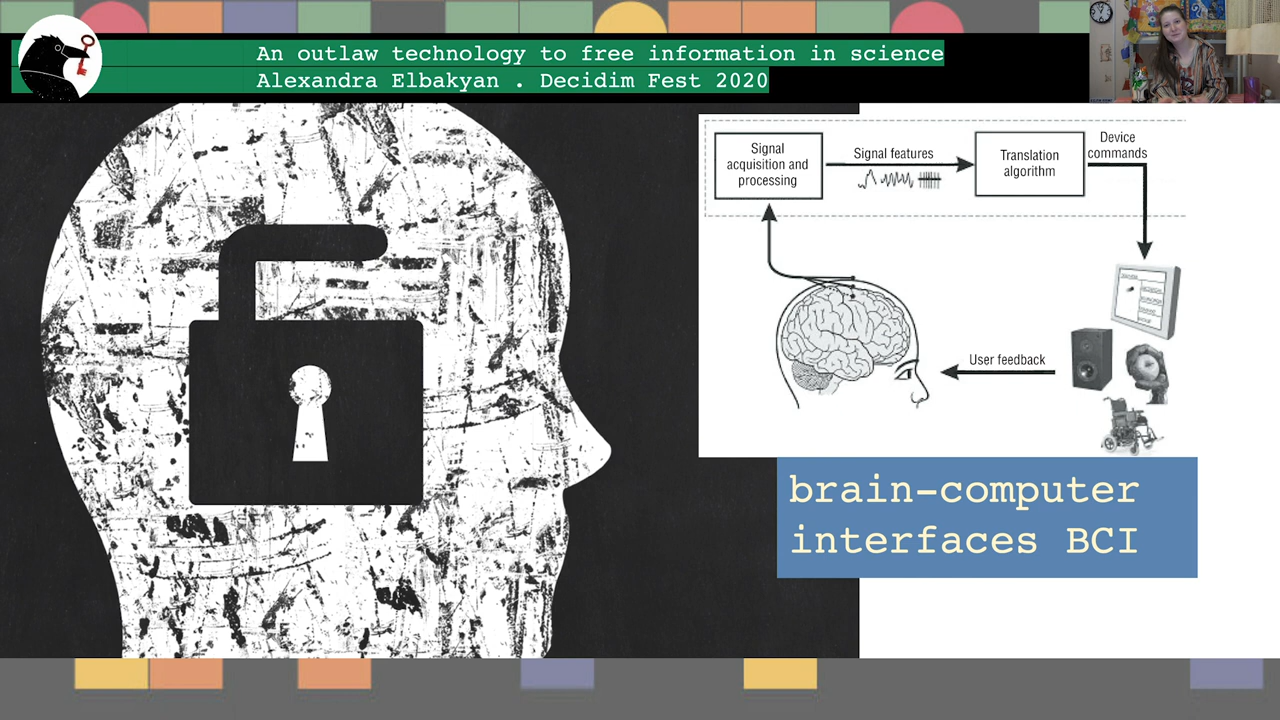 An outlaw technology to free information in science
Alexandra Elbakyan . Decidim Fest 2020
Signal
acquisition and
processing
Signal features
Translation
algorithm
Device
commands
User feedback
brain-computer
interfaces BCI